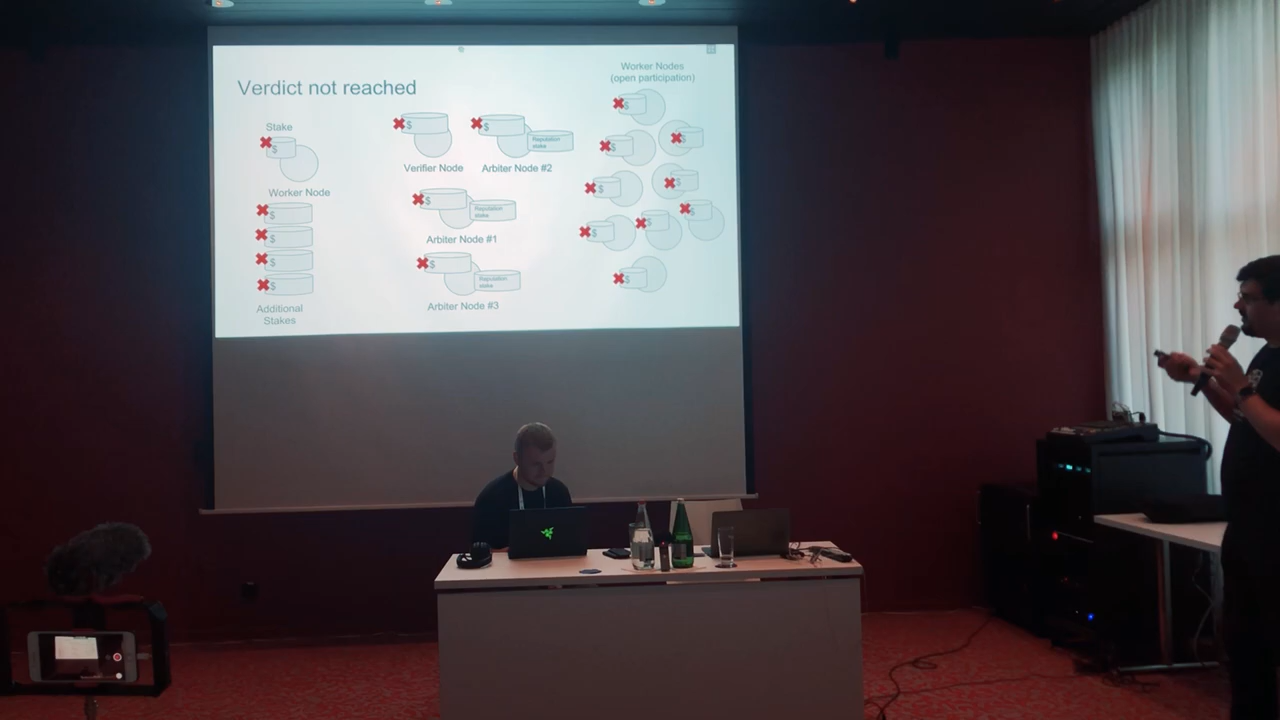 Verdict not reached
Worker Nodes
(open participation)
Stake
$
Worker Node
$
$
$
$
Additional
Stakes
$
Verifier Node
$
Reputation
stake
Arbiter Node #2
$
Reputation
stake
Arbiter Node #1
$
Reputation
stake
Arbiter Node #3
$
$
$
$
$
$
$
$
$